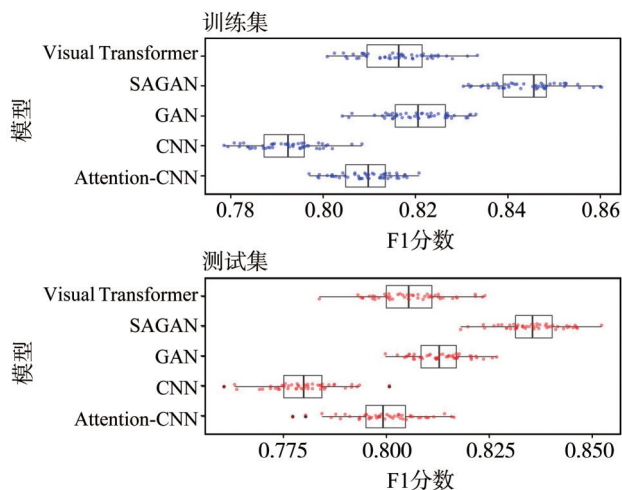 训练集
Visual Transformer
SAGAN
GAN
CNN
Attention-CNN
模型
0.78 0.80 0.82 0.84 0.86
F1分数
测试集
Visual Transformer
SAGAN
GAN
CNN
Attention-CNN
模型
0.775 0.800 0.825 0.850
F1分数